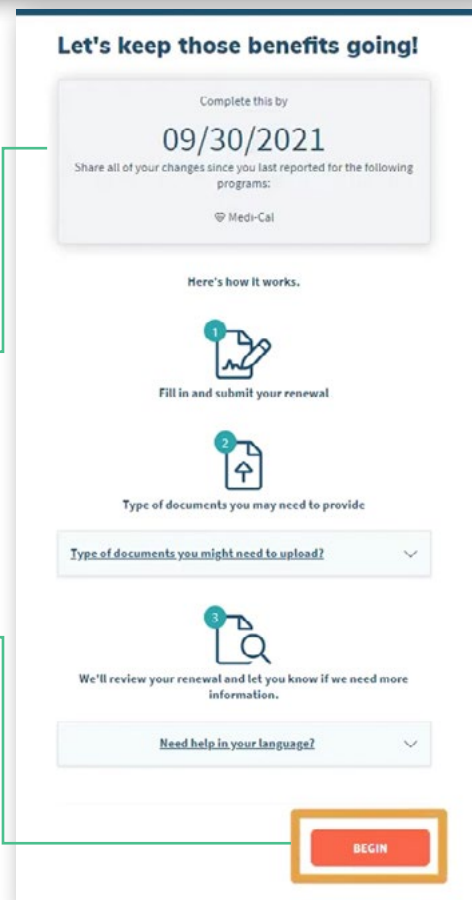 Let's keep those benefits going!
Complete this by
09/30/2021
Share all of your changes since you last reported for the following
programs:
Medi-Cal
Here's how it works.
1
Fill in and submit your renewal
2
Type of documents you may need to provide
Type of documents you might need to upload?
3
We'll review your renewal and let you know if we need more
information.
Need help in your language?
BEGIN